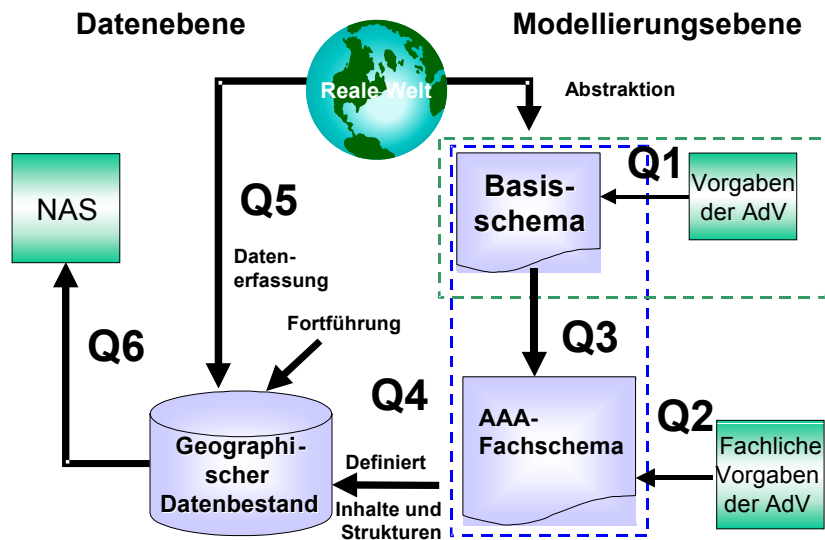 Datenebene
Modellierungsebene
Reale Welt
Abstraktion
Q1
Basis-
schema
Vorgaben
der AdV
NAS
Q5
Daten-
erfassung
Fortführung
Q6
Q3
Q4
AAA-
Fachschema
Q2
Fachliche
Vorgaben
der AdV
Geographi-
scher
Datenbestand
Definiert
Inhalte und
Strukturen